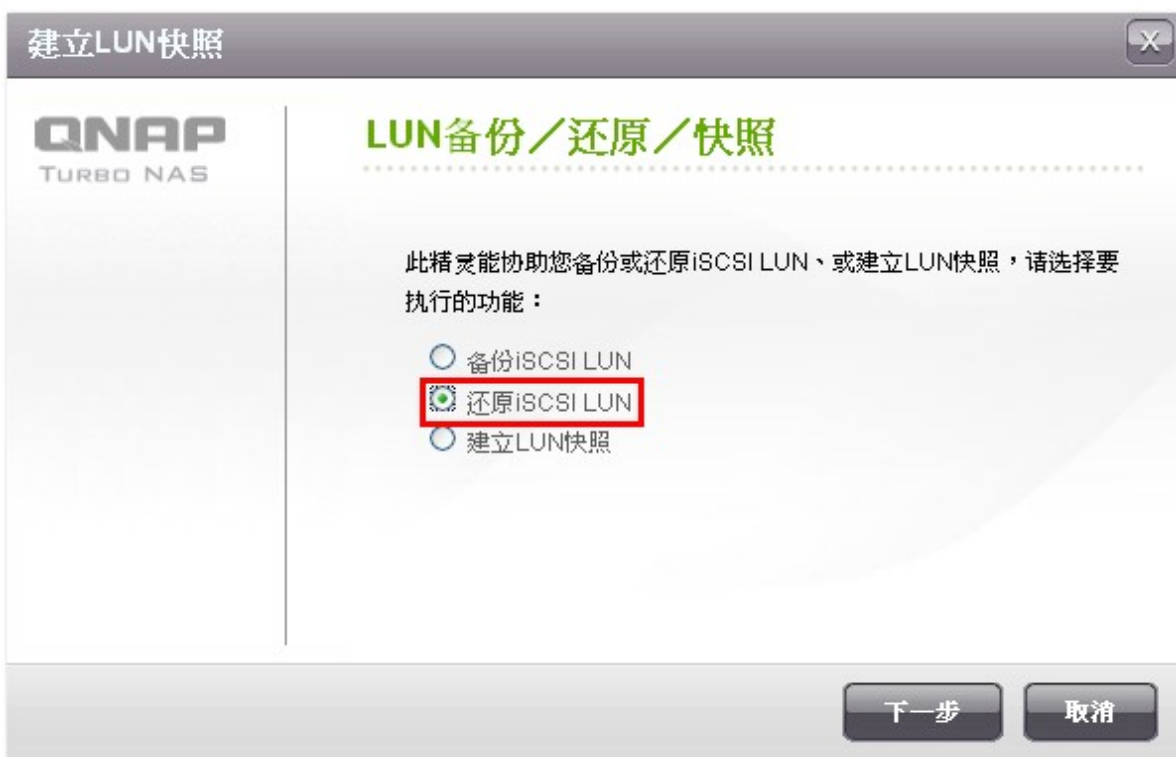 建立LUN快照
X
QNAP
TURBO NAS
LUN备份／还原／快照
此精灵能协助您备份或还原iSCSI LUN、或建立LUN快照，请选择要
执行的功能：
备份iSCSI LUN
还原iSCSI LUN
建立LUN快照
下一步
取消